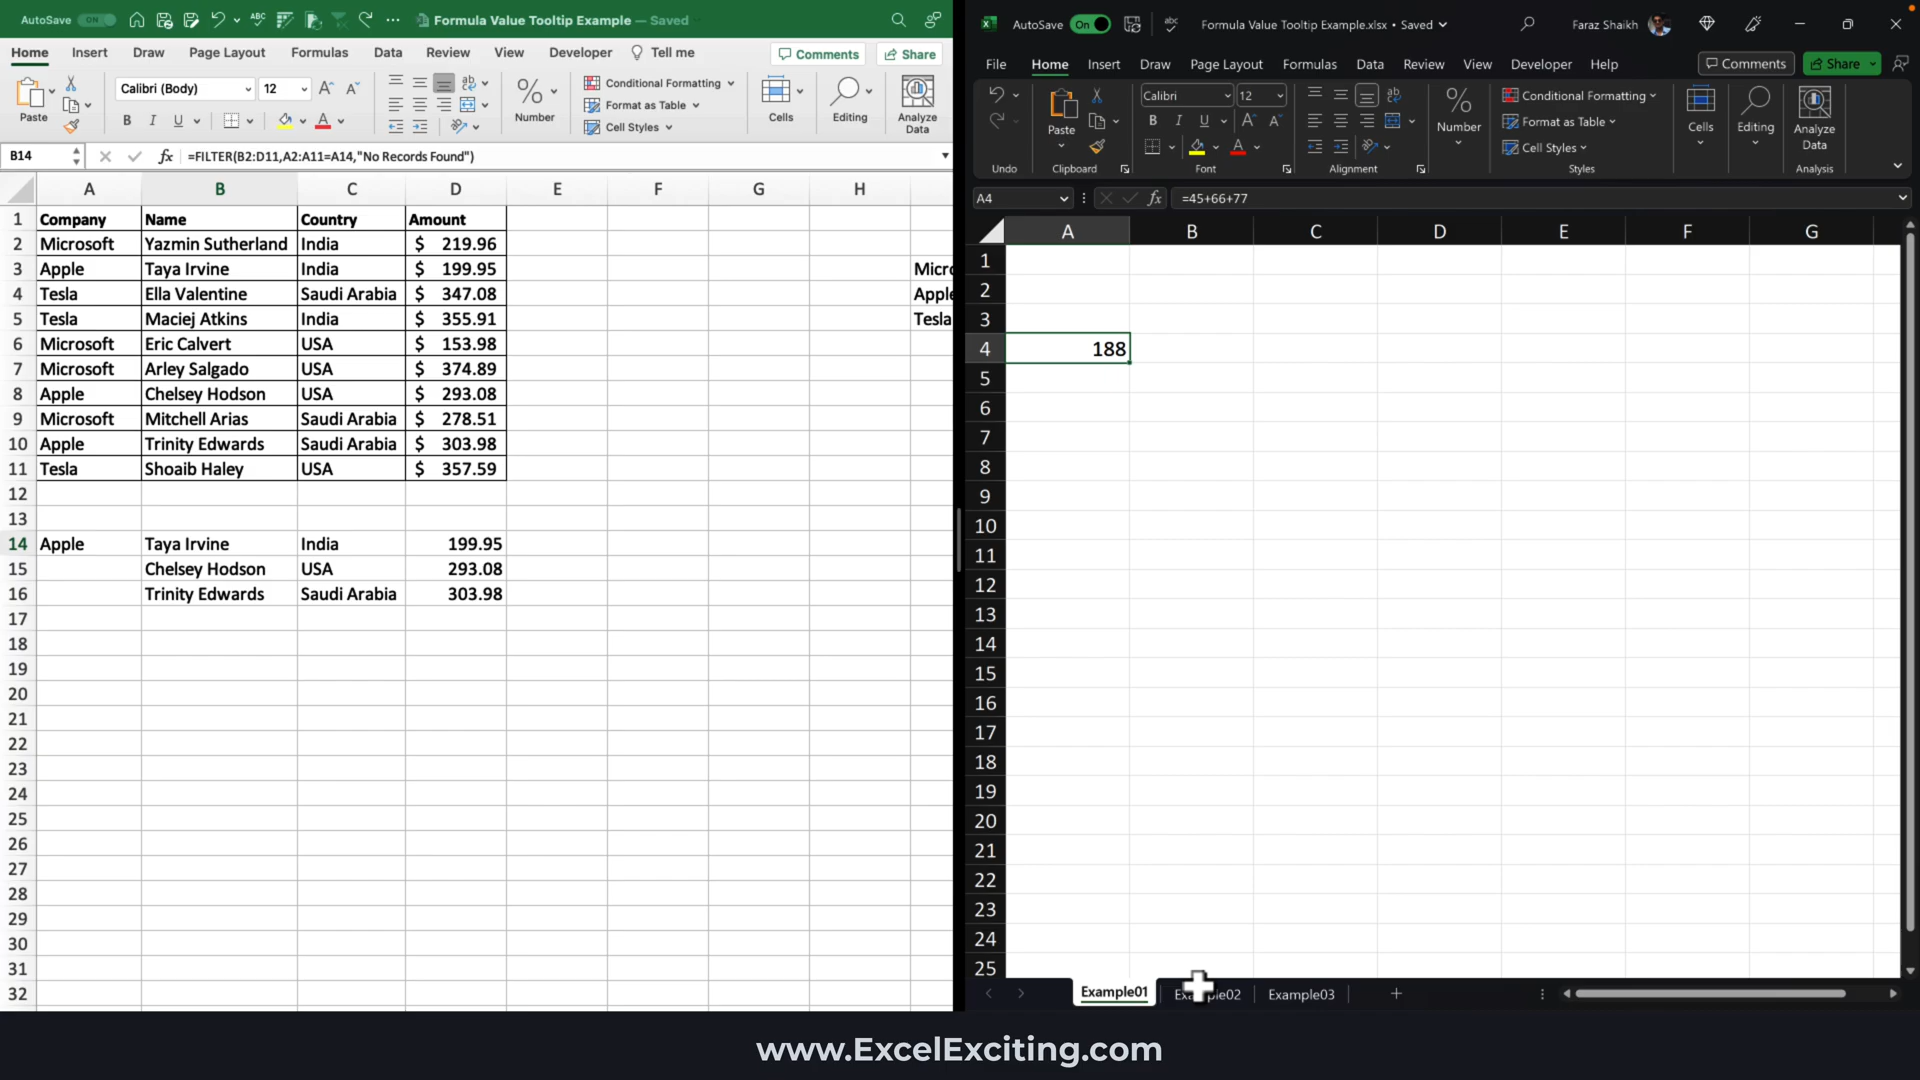 AutoSave ON Formula Value Tooltip Example — Saved
Home Insert Draw Page Layout Formulas Data Review View Developer Tell me Comments Share
Paste Calibri (Body) 12 B I U Number Conditional Formatting Format as Table Cell Styles Cells Editing Analyze Data
B14 fx =FILTER(B2:D11,A2:A11=A14,"No Records Found")
A B C D E F G H
1 Company Name Country Amount
2 Microsoft Yazmin Sutherland India $ 219.96
3 Apple Taya Irvine India $ 199.95 Micr
4 Tesla Ella Valentine Saudi Arabia $ 347.08 Apple
5 Tesla Maciej Atkins India $ 355.91 Tesla
6 Microsoft Eric Calvert USA $ 153.98
7 Microsoft Arley Salgado USA $ 374.89
8 Apple Chelsey Hodson USA $ 293.08
9 Microsoft Mitchell Arias Saudi Arabia $ 278.51
10 Apple Trinity Edwards Saudi Arabia $ 303.98
11 Tesla Shoaib Haley USA $ 357.59
12
13
14 Apple Taya Irvine India 199.95
15 Chelsey Hodson USA 293.08
16 Trinity Edwards Saudi Arabia 303.98
17
18
19
20
21
22
23
24
25
26
27
28
29
30
31
32
AutoSave On Formula Value Tooltip Example.xlsx • Saved Faraz Shaikh
File Home Insert Draw Page Layout Formulas Data Review View Developer Help Comments Share
Paste Calibri 12 B I U Number Conditional Formatting Format as Table Cell Styles Cells Editing Analyze Data
Undo Clipboard Font Alignment Styles Analysis
A4 fx =45+66+77
A B C D E F G
1
2
3
4 188
5
6
7
8
9
10
11
12
13
14
15
16
17
18
19
20
21
22
23
24
25
Example01 Example03
www.ExcelExciting.com